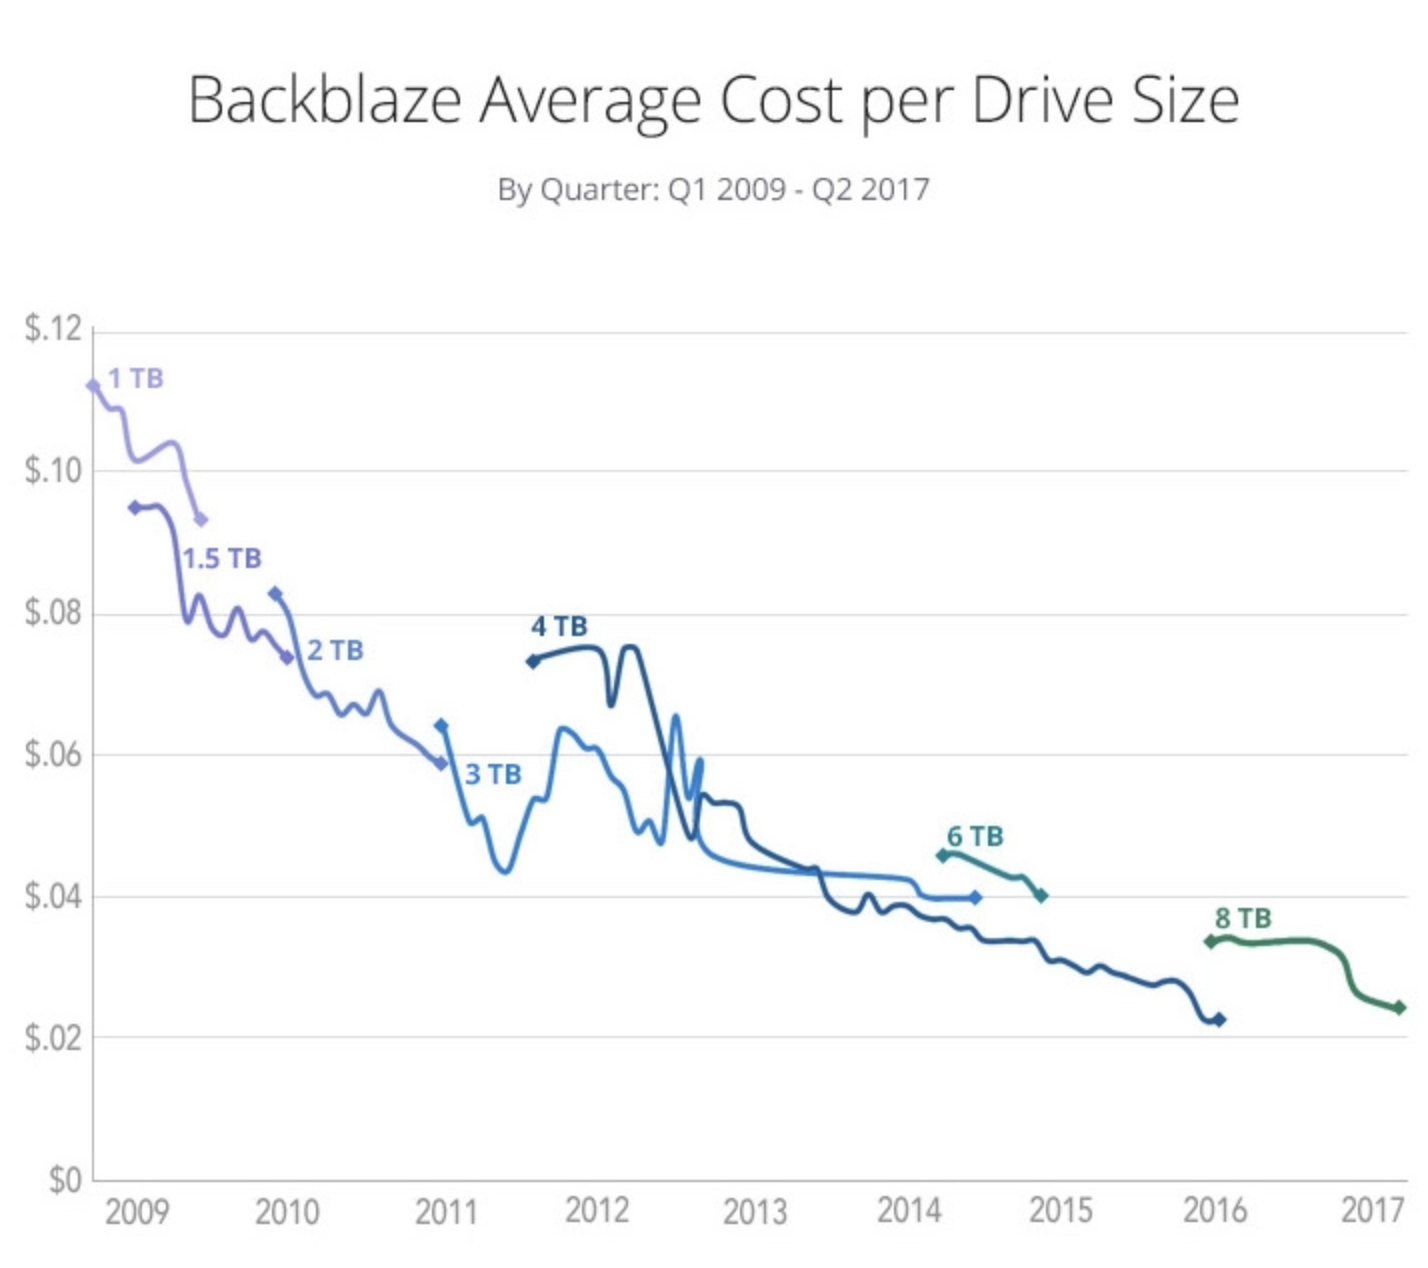 Backblaze Average Cost per Drive Size
By Quarter: Q1 2009 - Q2 2017
$.12
1 TB
$.10
1.5 TB
$.08
4 TB
2 TB
$.06
3 TB
6 TB
$.04
8 TB
$.02
$0
2009 2010 2011 2012 2013 2014 2015 2016 2017